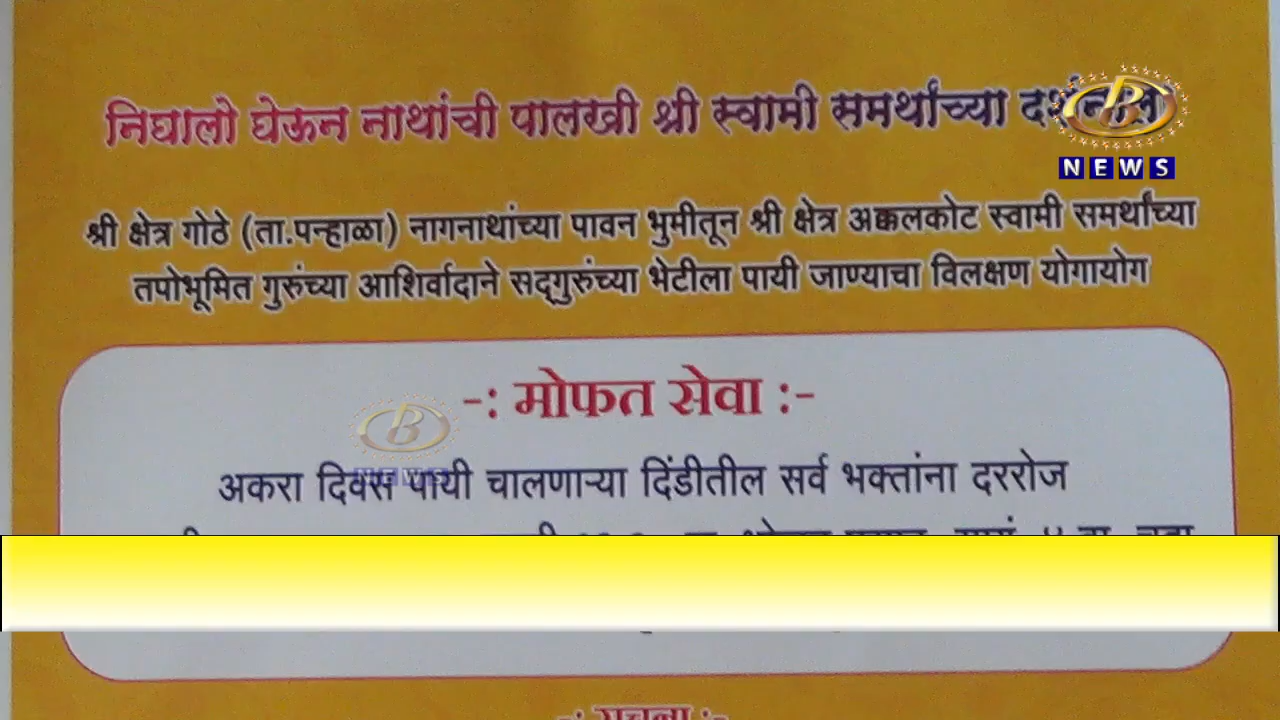 निघालो घेऊन नाथांची पालखी श्री स्वामी समर्थांच्या
B
NEWS
श्री क्षेत्र गोठे (ता.पन्हाळा) नागनाथांच्या पावन भुमीतून श्री क्षेत्र अक्कलकोट स्वामी समर्थांच्या
तपोभूमित गुरुंच्या आशिर्वादाने सद्‌गुरुंच्या भेटीला पायी जाण्याचा विलक्षण योगायोग
-: मोफत सेवा :-
B
NEWS
अकरा दिवस पायी चालणाऱ्या दिंडीतील सर्व भक्तांना दररोज